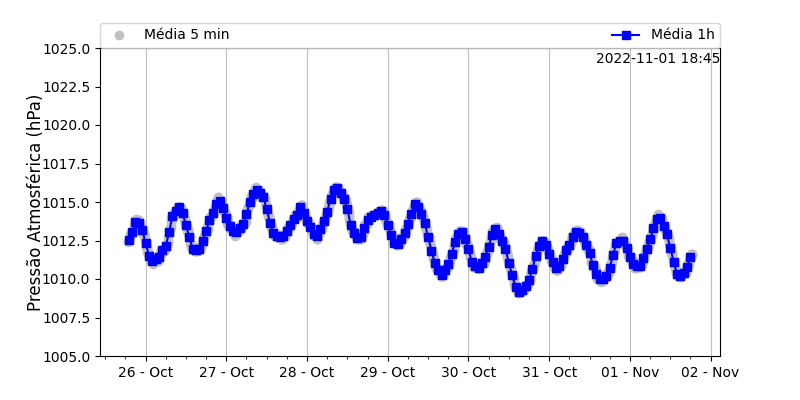 Média 5 min
Média 1h
2022-11-01 18:45
Pressão Atmosférica (hPa)
1025.0
1022.5
1020.0
1017.5
1015.0
1012.5
1010.0
1007.5
1005.0
26 - Oct
27 - Oct
28 - Oct
29 - Oct
30 - Oct
31 - Oct
01 - Nov
02 - Nov